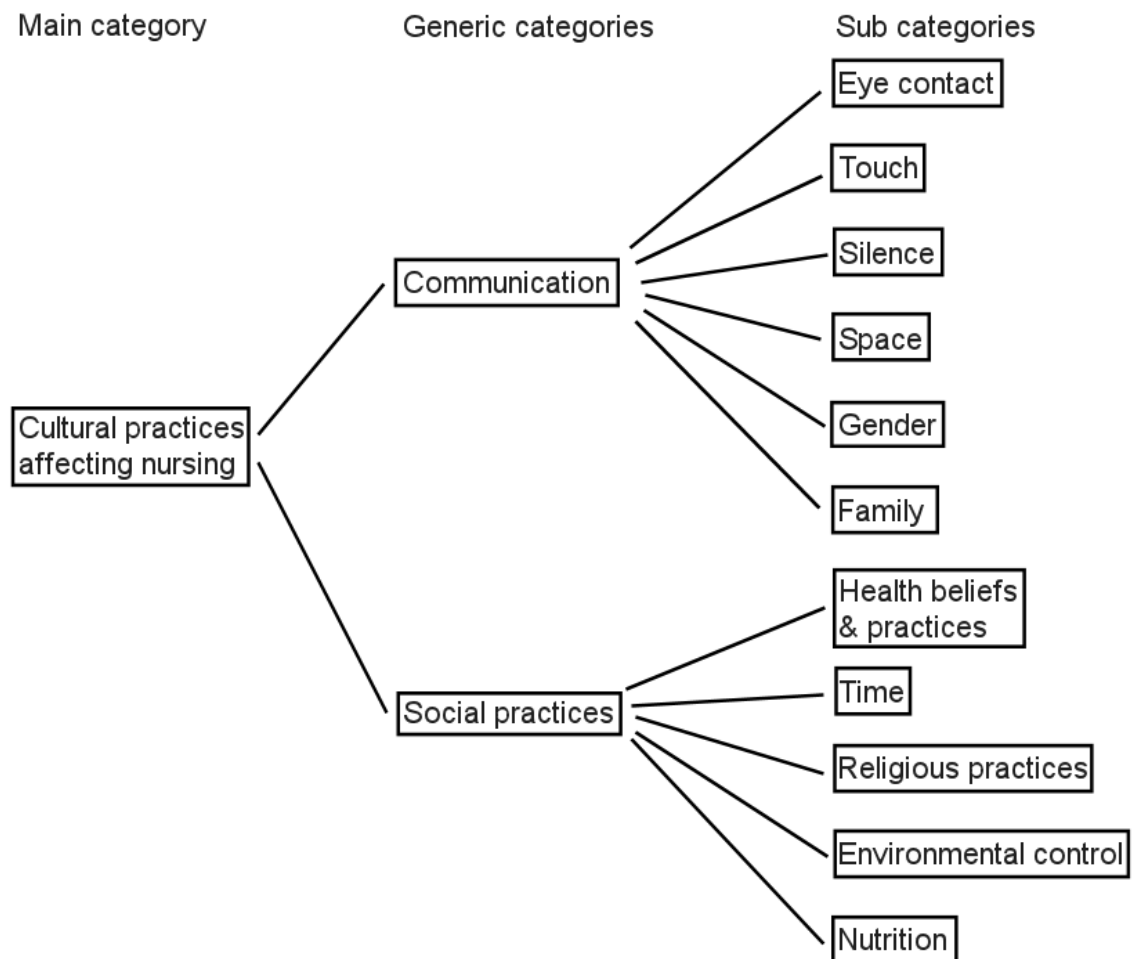 Main category
Generic categories
Sub categories
Eye contact
Touch
Silence
Communication
Space
Cultural practices
affecting nursing
Gender
Family
Health beliefs
& practices
Time
Social practices
Religious practices
Environmental control
Nutrition